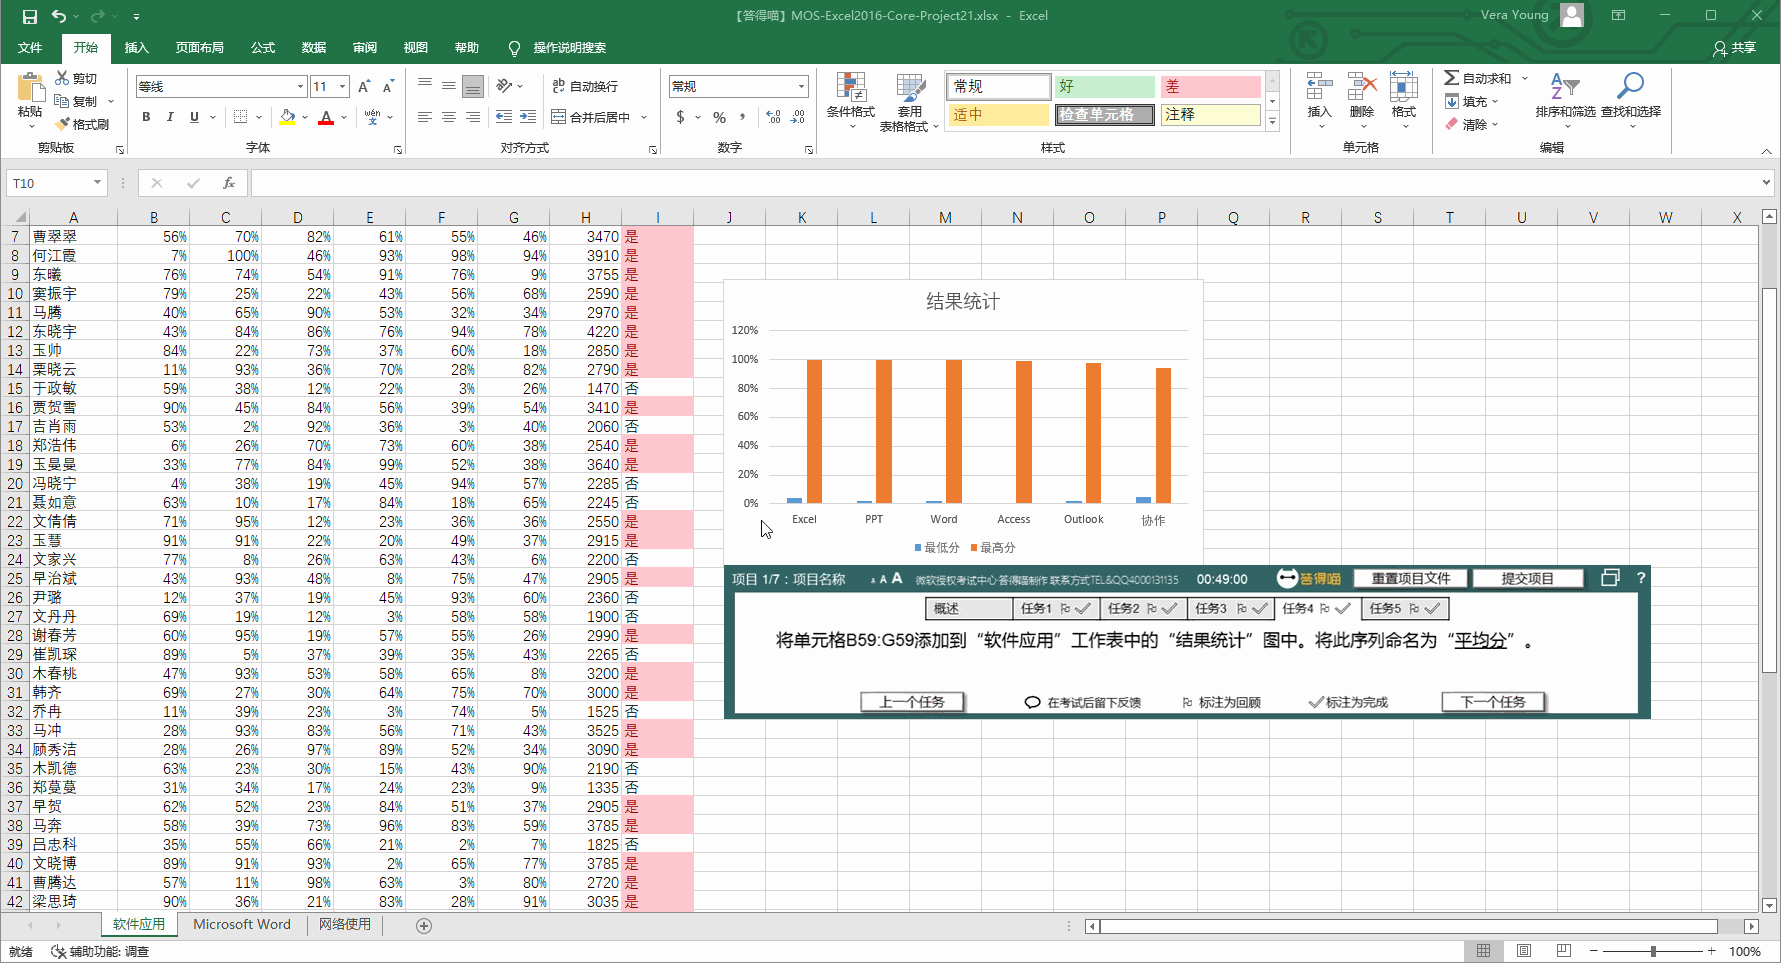 【答得喵】MOS-Excel2016-Core-Project21.xlsx - Excel
Vera Young
文件 开始 插入 页面布局 公式 数据 审阅 视图 帮助 操作说明搜索 共享
粘贴 剪切 复制 格式刷 剪贴板
等线 11 B I U A wén 字体
自动换行 合并后居中 对齐方式
常规 $ % 数字
条件格式 套用表格格式 常规 好 差 适中 检查单元格 注释 样式
插入 删除 格式 单元格
自动求和 填充 清除 排序和筛选 查找和选择 编辑
T10 fx
A B C D E F G H I J K L M N O P Q R S T U V W X
7 曹翠翠 56% 70% 82% 61% 55% 46% 3470 是
8 何江霞 7% 100% 46% 93% 98% 94% 3910 是
9 东曦 76% 74% 54% 91% 76% 9% 3755 是
10 窦振宇 79% 25% 22% 43% 56% 68% 2590 是
11 马腾 40% 65% 90% 53% 32% 34% 2970 是
12 东晓宇 43% 84% 86% 76% 94% 78% 4220 是
13 玉帅 84% 22% 73% 37% 60% 18% 2850 是
14 栗晓云 11% 93% 36% 70% 28% 82% 2790 是
15 于政敏 59% 38% 12% 22% 3% 26% 1470 否
16 贾贺雪 90% 45% 84% 56% 39% 54% 3410 是
17 吉肖雨 53% 2% 92% 36% 3% 40% 2060 否
18 郑浩伟 6% 26% 70% 73% 60% 38% 2540 是
19 玉曼曼 33% 77% 84% 99% 52% 38% 3640 是
20 冯晓宁 4% 38% 19% 45% 94% 57% 2285 否
21 聂如意 63% 10% 17% 84% 18% 65% 2245 否
22 文倩倩 71% 95% 12% 23% 36% 36% 2550 是
23 玉慧 91% 91% 22% 20% 49% 37% 2915 是
24 文家兴 77% 8% 26% 63% 43% 6% 2200 否
25 早治斌 43% 93% 48% 8% 75% 47% 2905 是
26 尹璐 12% 37% 19% 45% 93% 60% 2360 否
27 文丹丹 69% 19% 12% 3% 58% 58% 1900 否
28 谢春芳 60% 95% 19% 57% 55% 26% 2990 是
29 崔凯琛 89% 5% 37% 39% 35% 43% 2265 否
30 木春桃 47% 93% 53% 58% 65% 8% 3200 是
31 韩齐 69% 27% 30% 64% 75% 70% 3000 是
32 乔冉 11% 39% 23% 3% 74% 5% 1525 否
33 马冲 28% 93% 83% 56% 71% 43% 3525 是
34 顾秀洁 28% 26% 97% 89% 52% 34% 3090 是
35 木凯德 63% 23% 30% 15% 43% 90% 2190 否
36 郑蔓蔓 31% 34% 17% 24% 23% 9% 1335 否
37 早贺 62% 52% 23% 84% 51% 37% 2905 是
38 马奔 58% 39% 73% 96% 83% 59% 3785 是
39 吕忠科 35% 55% 66% 21% 2% 7% 1825 否
40 文晓博 89% 91% 93% 2% 65% 77% 3785 是
41 曹腾达 57% 11% 98% 63% 3% 80% 2720 是
42 梁思琦 90% 36% 21% 83% 28% 91% 3035 是
结果统计
120%
100%
80%
60%
40%
20%
0%
Excel PPT Word Access Outlook 协作
最低分 最高分
项目 1/7：项目名称 A A A 微软授权考试中心-答得喵制作 联系方式TEL&QQ4000131135 00:49:00 答得喵 重置项目文件 提交项目 ?
概述 任务1 任务2 任务3 任务4 任务5
将单元格B59:G59添加到“软件应用”工作表中的“结果统计”图中。将此序列命名为“平均分”。
上一个任务 在考试后留下反馈 标注为回顾 标注为完成 下一个任务
软件应用 Microsoft Word 网络使用
就绪 辅助功能: 调查 100%